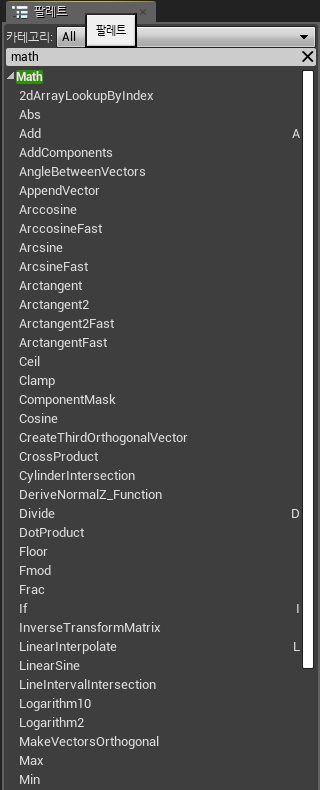 팔레트
카테고리: All
팔레트
math
Math
2dArrayLookupByIndex
Abs
Add A
AddComponents
AngleBetweenVectors
AppendVector
Arccosine
ArccosineFast
Arcsine
ArcsineFast
Arctangent
Arctangent2
Arctangent2Fast
ArctangentFast
Ceil
Clamp
ComponentMask
Cosine
CreateThirdOrthogonalVector
CrossProduct
CylinderIntersection
DeriveNormalZ_Function
Divide D
DotProduct
Floor
Fmod
Frac
If I
InverseTransformMatrix
LinearInterpolate L
LinearSine
LineIntervalIntersection
Logarithm10
Logarithm2
MakeVectorsOrthogonal
Max
Min